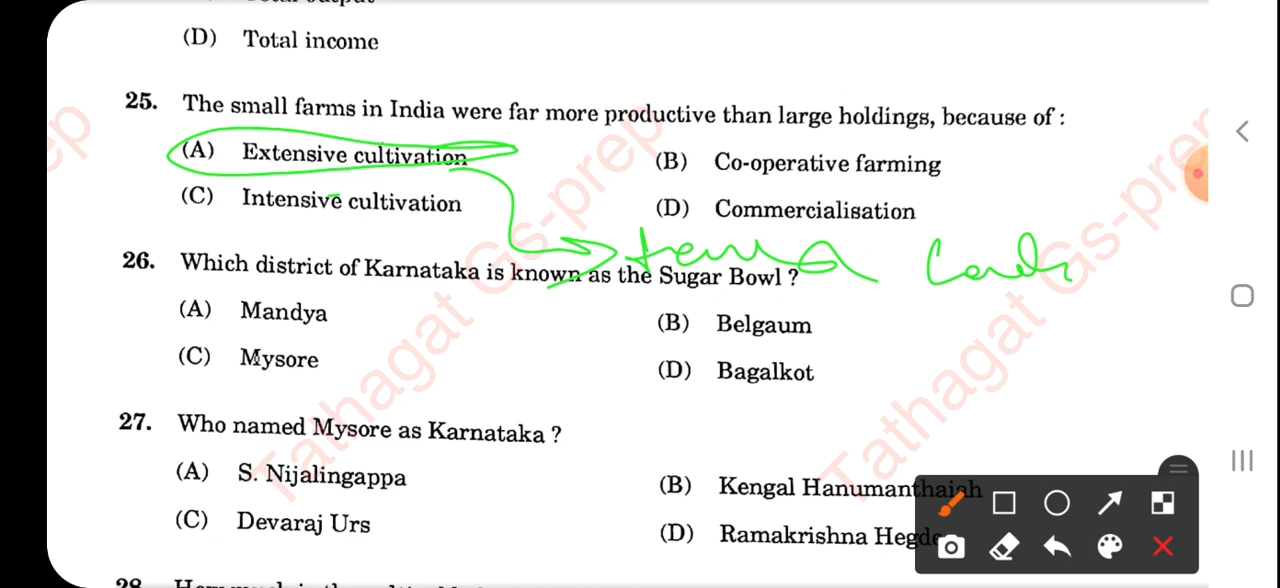 (D) Total income
25. The small farms in India were far more productive than large holdings, because of :
(A) Extensive cultivation
(B) Co-operative farming
(C) Intensive cultivation
(D) Commercialisation
26. Which district of Karnataka is known as the Sugar Bowl ?
(A) Mandya
(B) Belgaum
(C) Mysore
(D) Bagalkot
27. Who named Mysore as Karnataka ?
(A) S. Nijalingappa
(B) Kengal Hanumanthaiah
(C) Devaraj Urs
(D) Ramakrishna Hegde
Tathagat Gs-prep
Tathagat Gs-prep